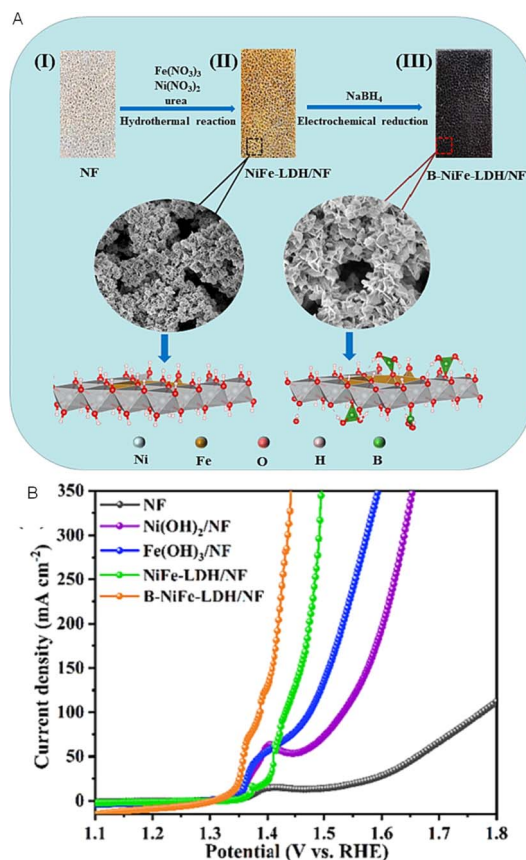 A
(I)
Fe(NO3)3
Ni(NO3)2
urea
Hydrothermal reaction
(II)
NaBH4
Electrochemical reduction
(III)
NF
NiFe-LDH/NF
B-NiFe-LDH/NF
Ni Fe O H B
B
350
300
250
200
150
100
50
0
Current density (mA cm-2)
NF
Ni(OH)2/NF
Fe(OH)3/NF
NiFe-LDH/NF
B-NiFe-LDH/NF
1.1 1.2 1.3 1.4 1.5 1.6 1.7 1.8
Potential (V vs. RHE)